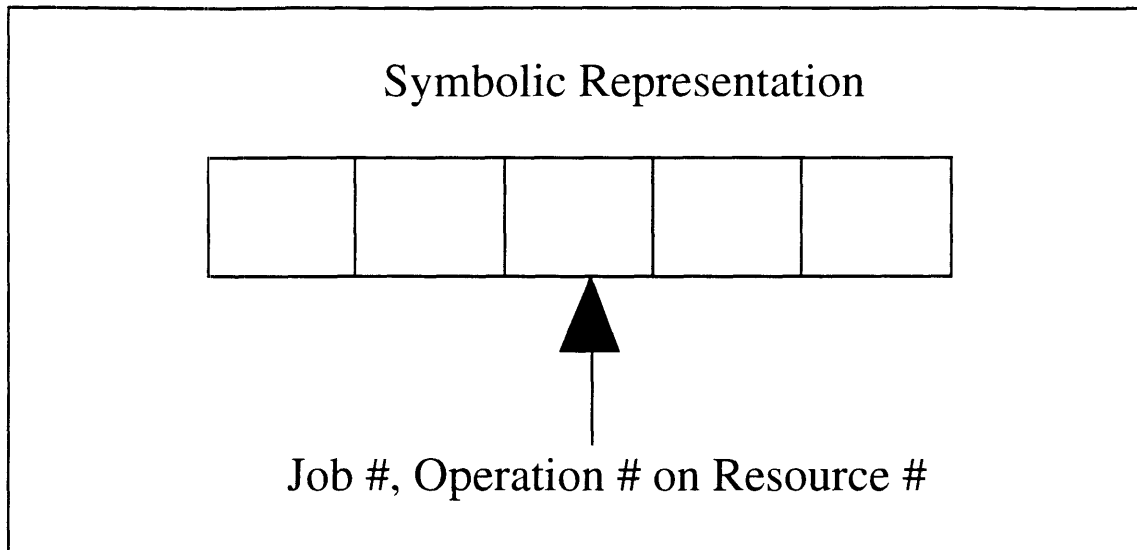 Symbolic Representation
Job #, Operation # on Resource #